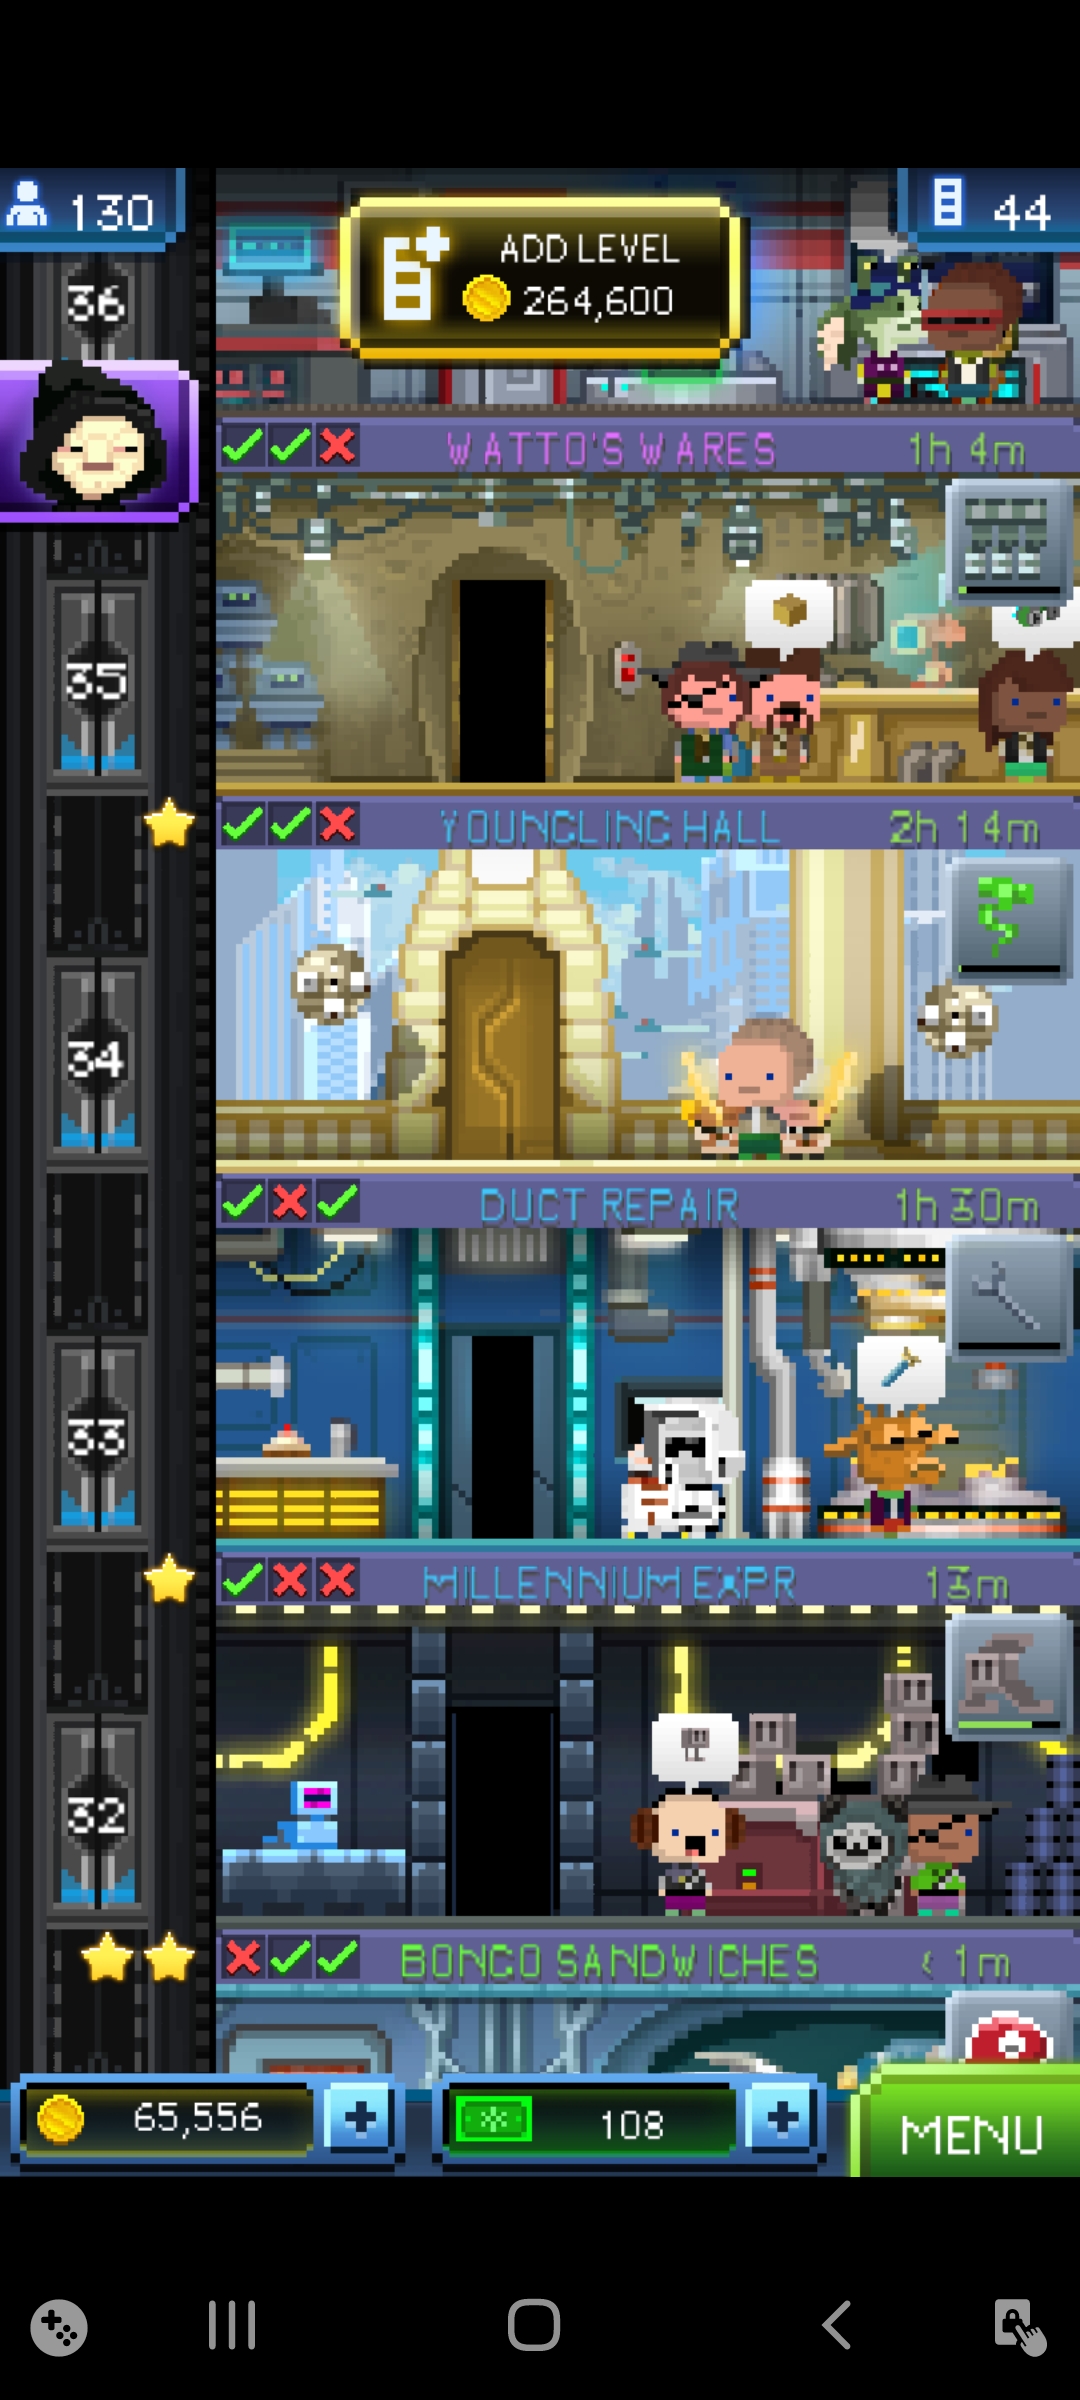 130
44
ADD LEVEL
264,600
36
WATTO'S WARES 1h 4m
35
YOUNGLING HALL 2h 14m
34
DUCT REPAIR 1h 30m
33
MILLENNIUM EXPR 13m
32
BONGO SANDWICHES < 1m
65,556
108
MENU